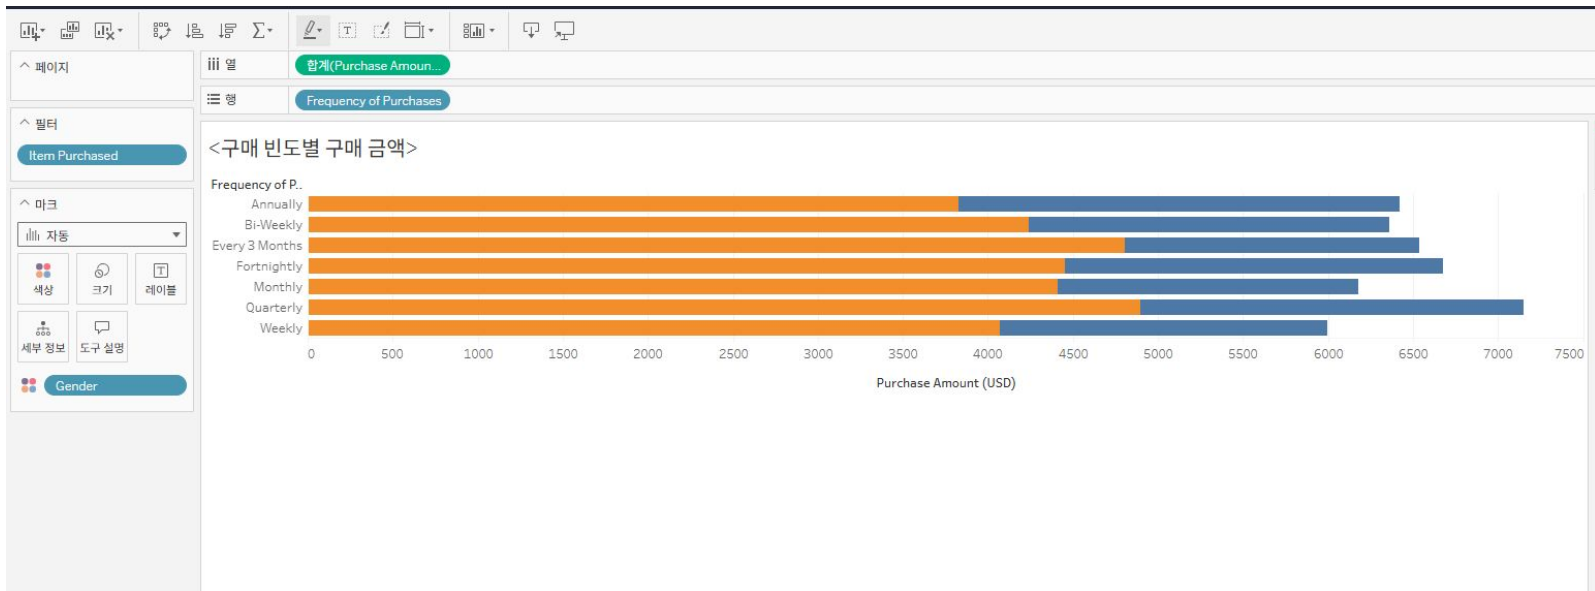 페이지
iii 열
합계(Purchase Amoun...
행
Frequency of Purchases
필터
Item Purchased
마크
자동
색상
크기
레이블
세부 정보
도구 설명
Gender
<구매 빈도별 구매 금액>
Frequency of P..
Annually
Bi-Weekly
Every 3 Months
Fortnightly
Monthly
Quarterly
Weekly
0 500 1000 1500 2000 2500 3000 3500 4000 4500 5000 5500 6000 6500 7000 7500
Purchase Amount (USD)